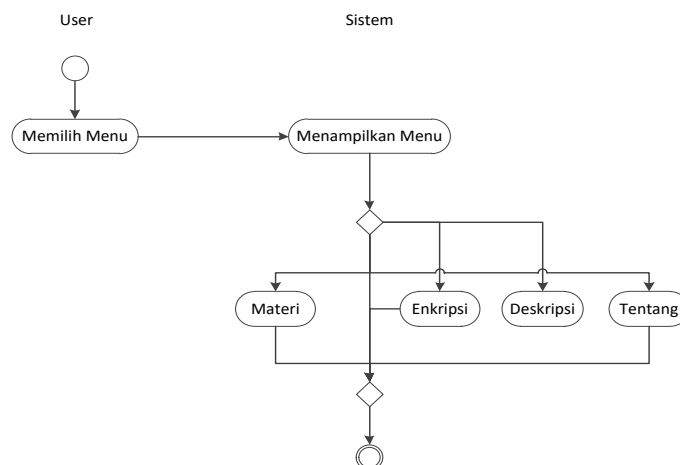 User
Sistem
Memilih Menu
Menampilkan Menu
Materi
Enkripsi
Deskripsi
Tentang